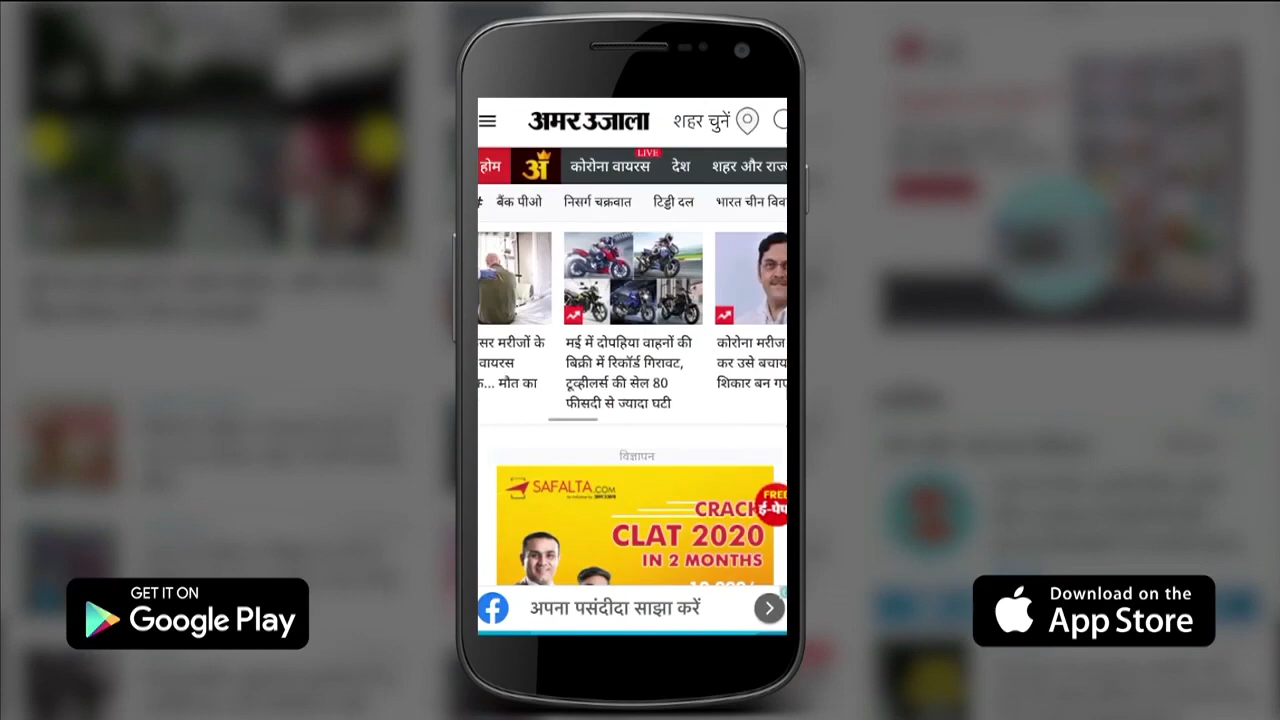 अमर उजाला
शहर चुनें
होम
अं
कोरोना वायरस
LIVE
देश
शहर और राज्
# बैंक पीओ
निसर्ग चक्रवात
टिड्डी दल
भारत चीन विवा
सर मरीजों के
वायरस
क... मौत का
मई में दोपहिया वाहनों की
बिक्री में रिकॉर्ड गिरावट,
टूव्हीलर्स की सेल 80
फीसदी से ज्यादा घटी
कोरोना मरीज
कर उसे बचाय
शिकार बन गए
विज्ञापन
SAFALTA.COM
CRACK
CLAT 2020
IN 2 MONTHS
FREE
ई-पेप
अपना पसंदीदा साझा करें
GET IT ON
Google Play
Download on the
App Store